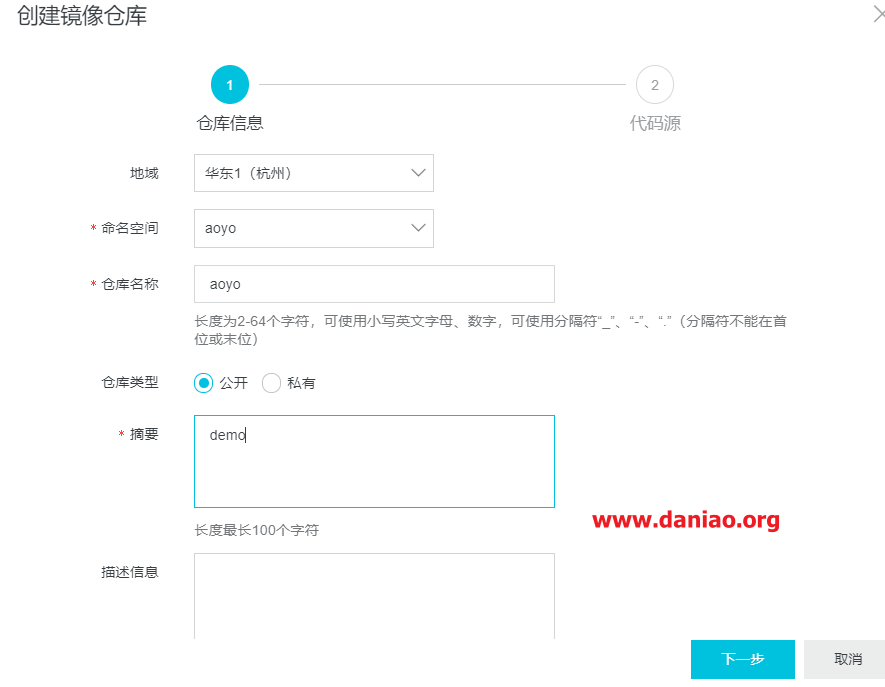 创建镜像仓库
1
2
仓库信息
代码源
地域
华东1（杭州）
* 命名空间
aoyo
* 仓库名称
aoyo
长度为2-64个字符，可使用小写英文字母、数字，可使用分隔符“_”、“-”、“.”（分隔符不能在首
位或末位）
仓库类型
公开
私有
* 摘要
demo
长度最长100个字符
www.daniao.org
描述信息
下一步
取消